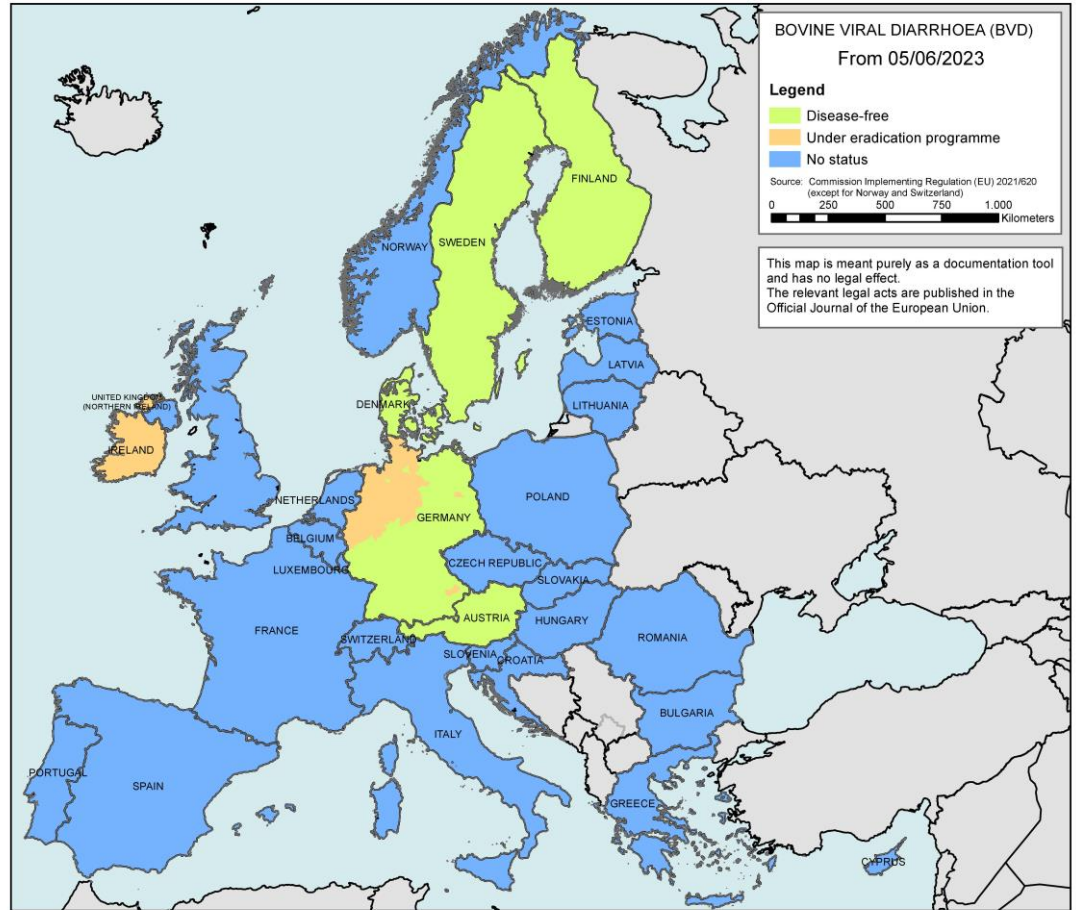 BOVINE VIRAL DIARRHOEA (BVD)
From 05/06/2023
Legend
Disease-free
Under eradication programme
No status
Source: Commission Implementing Regulation (EU) 2021/620
(except for Norway and Switzerland)
0 250 500 750 1.000
Kilometers
This map is meant purely as a documentation tool
and has no legal effect.
The relevant legal acts are published in the
Official Journal of the European Union.
FINLAND
SWEDEN
NORWAY
ESTONIA
LATVIA
LITHUANIA
DENMARK
UNITED KINGDOM
(NORTHERN IRELAND)
IRELAND
NETHERLANDS
POLAND
GERMANY
BELGIUM
LUXEMBOURG
CZECH REPUBLIC
SLOVAKIA
AUSTRIA
HUNGARY
FRANCE
SWITZERLAND
ROMANIA
SLOVENIA
CROATIA
BULGARIA
ITALY
PORTUGAL
SPAIN
GREECE
CYPRUS